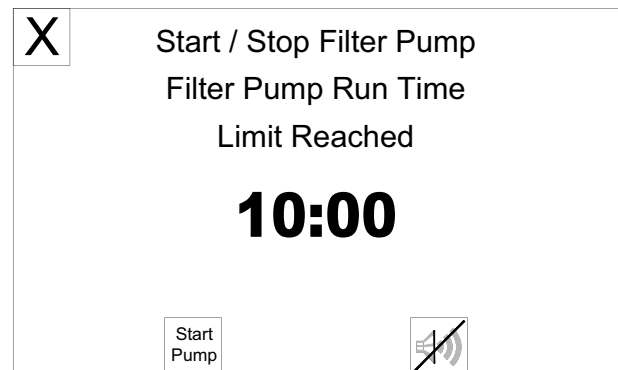 X
Start / Stop Filter Pump
Filter Pump Run Time
Limit Reached
10:00
Start
Pump